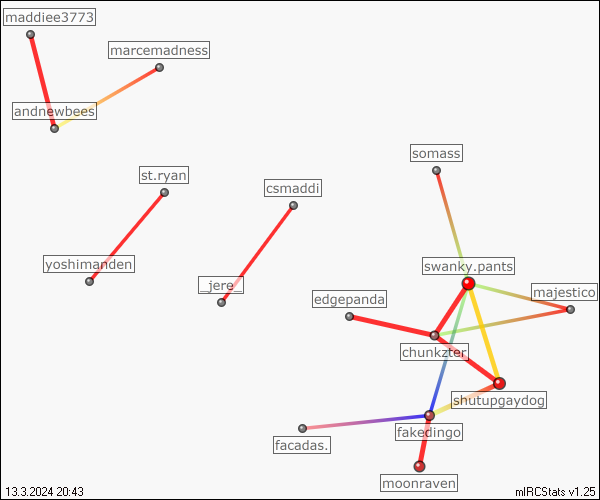 maddiee3773
marcemadness
andnewbees
somass
st.ryan
csmaddi
yoshimanden
swanky.pants
_jere_
edgepanda
majestico
chunkzter
shutupgaydog
fakedingo
facadas.
moonraven
13.3.2024 20:43
mIRCStats v1.25